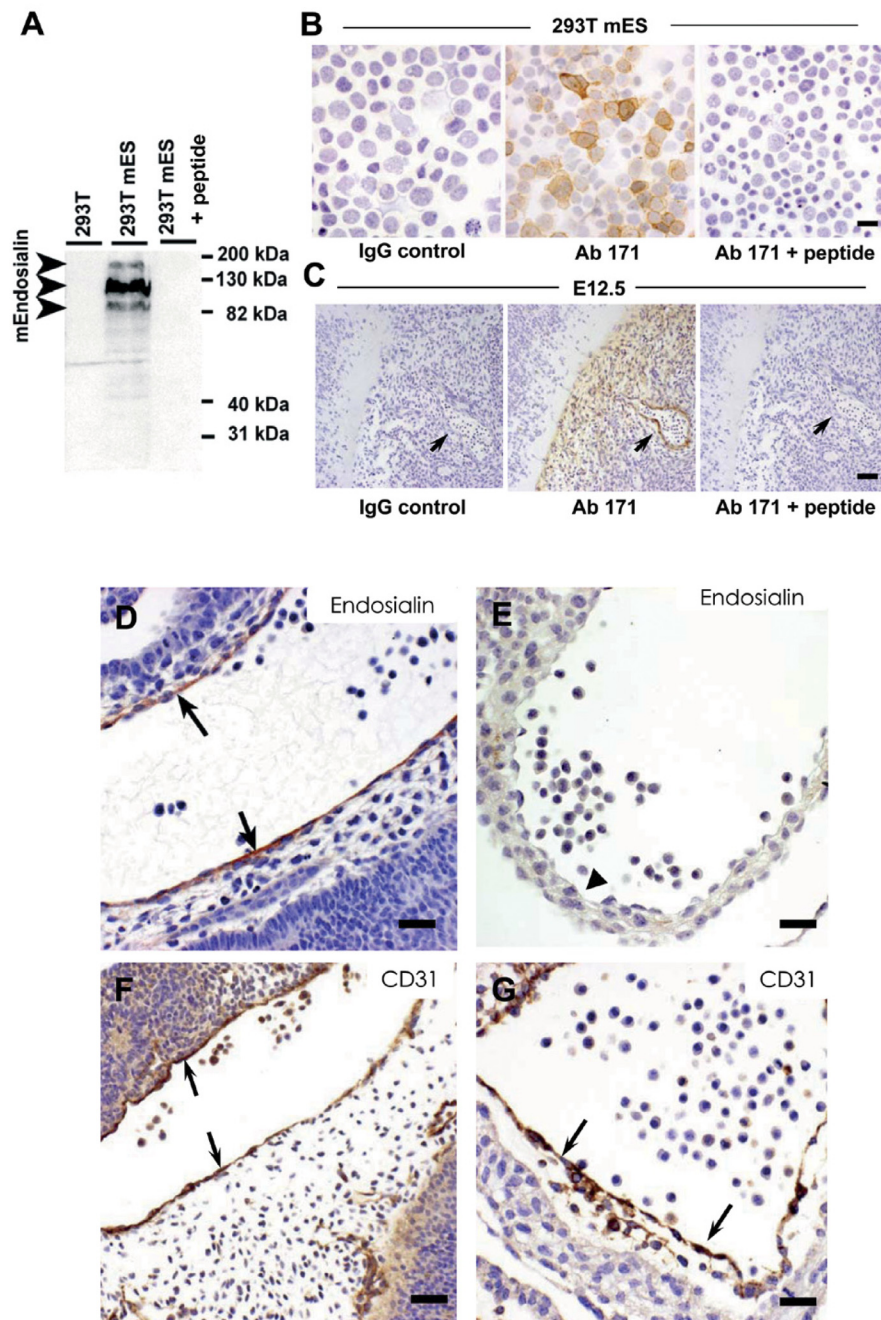 A
293T
293T mES
293T mES
+ peptide
mEndosialin
200 kDa
130 kDa
82 kDa
40 kDa
31 kDa
B
293T mES
IgG control
Ab 171
Ab 171 + peptide
C
E12.5
IgG control
Ab 171
Ab 171 + peptide
D
Endosialin
E
Endosialin
F
CD31
G
CD31